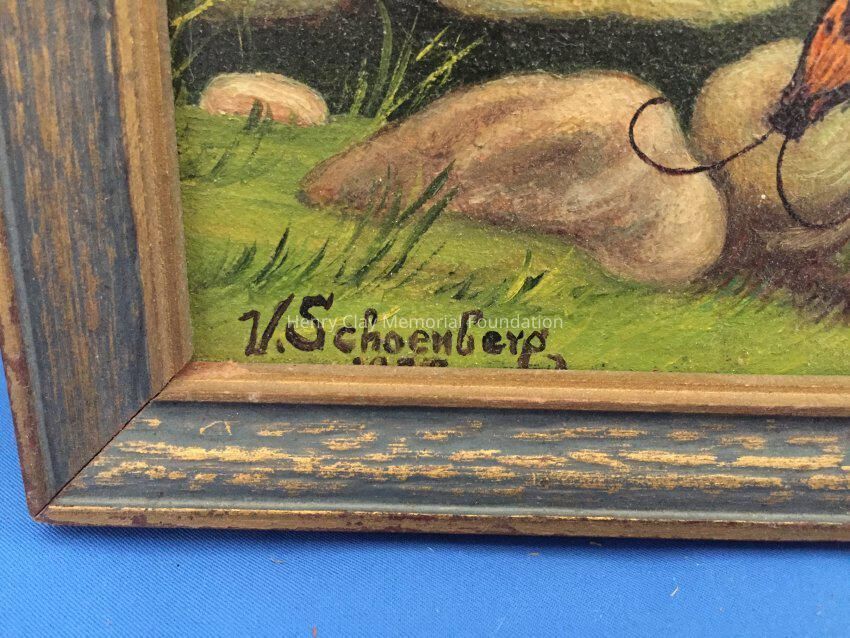 V. Schoenberg
Henry Clay Memorial Foundation